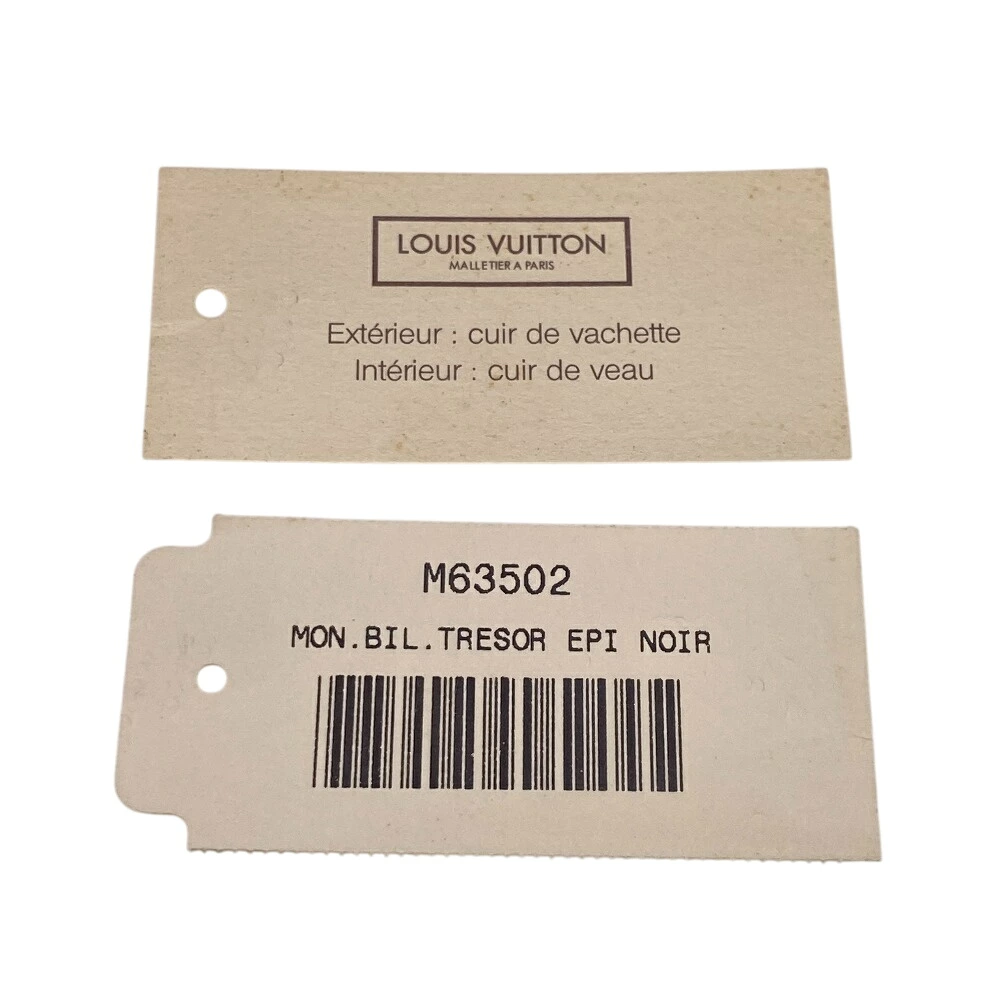 LOUIS VUITTON
MALLETIER A PARIS
Extérieur : cuir de vachette
Intérieur : cuir de veau
M63502
MON.BIL.TRESOR EPI NOIR